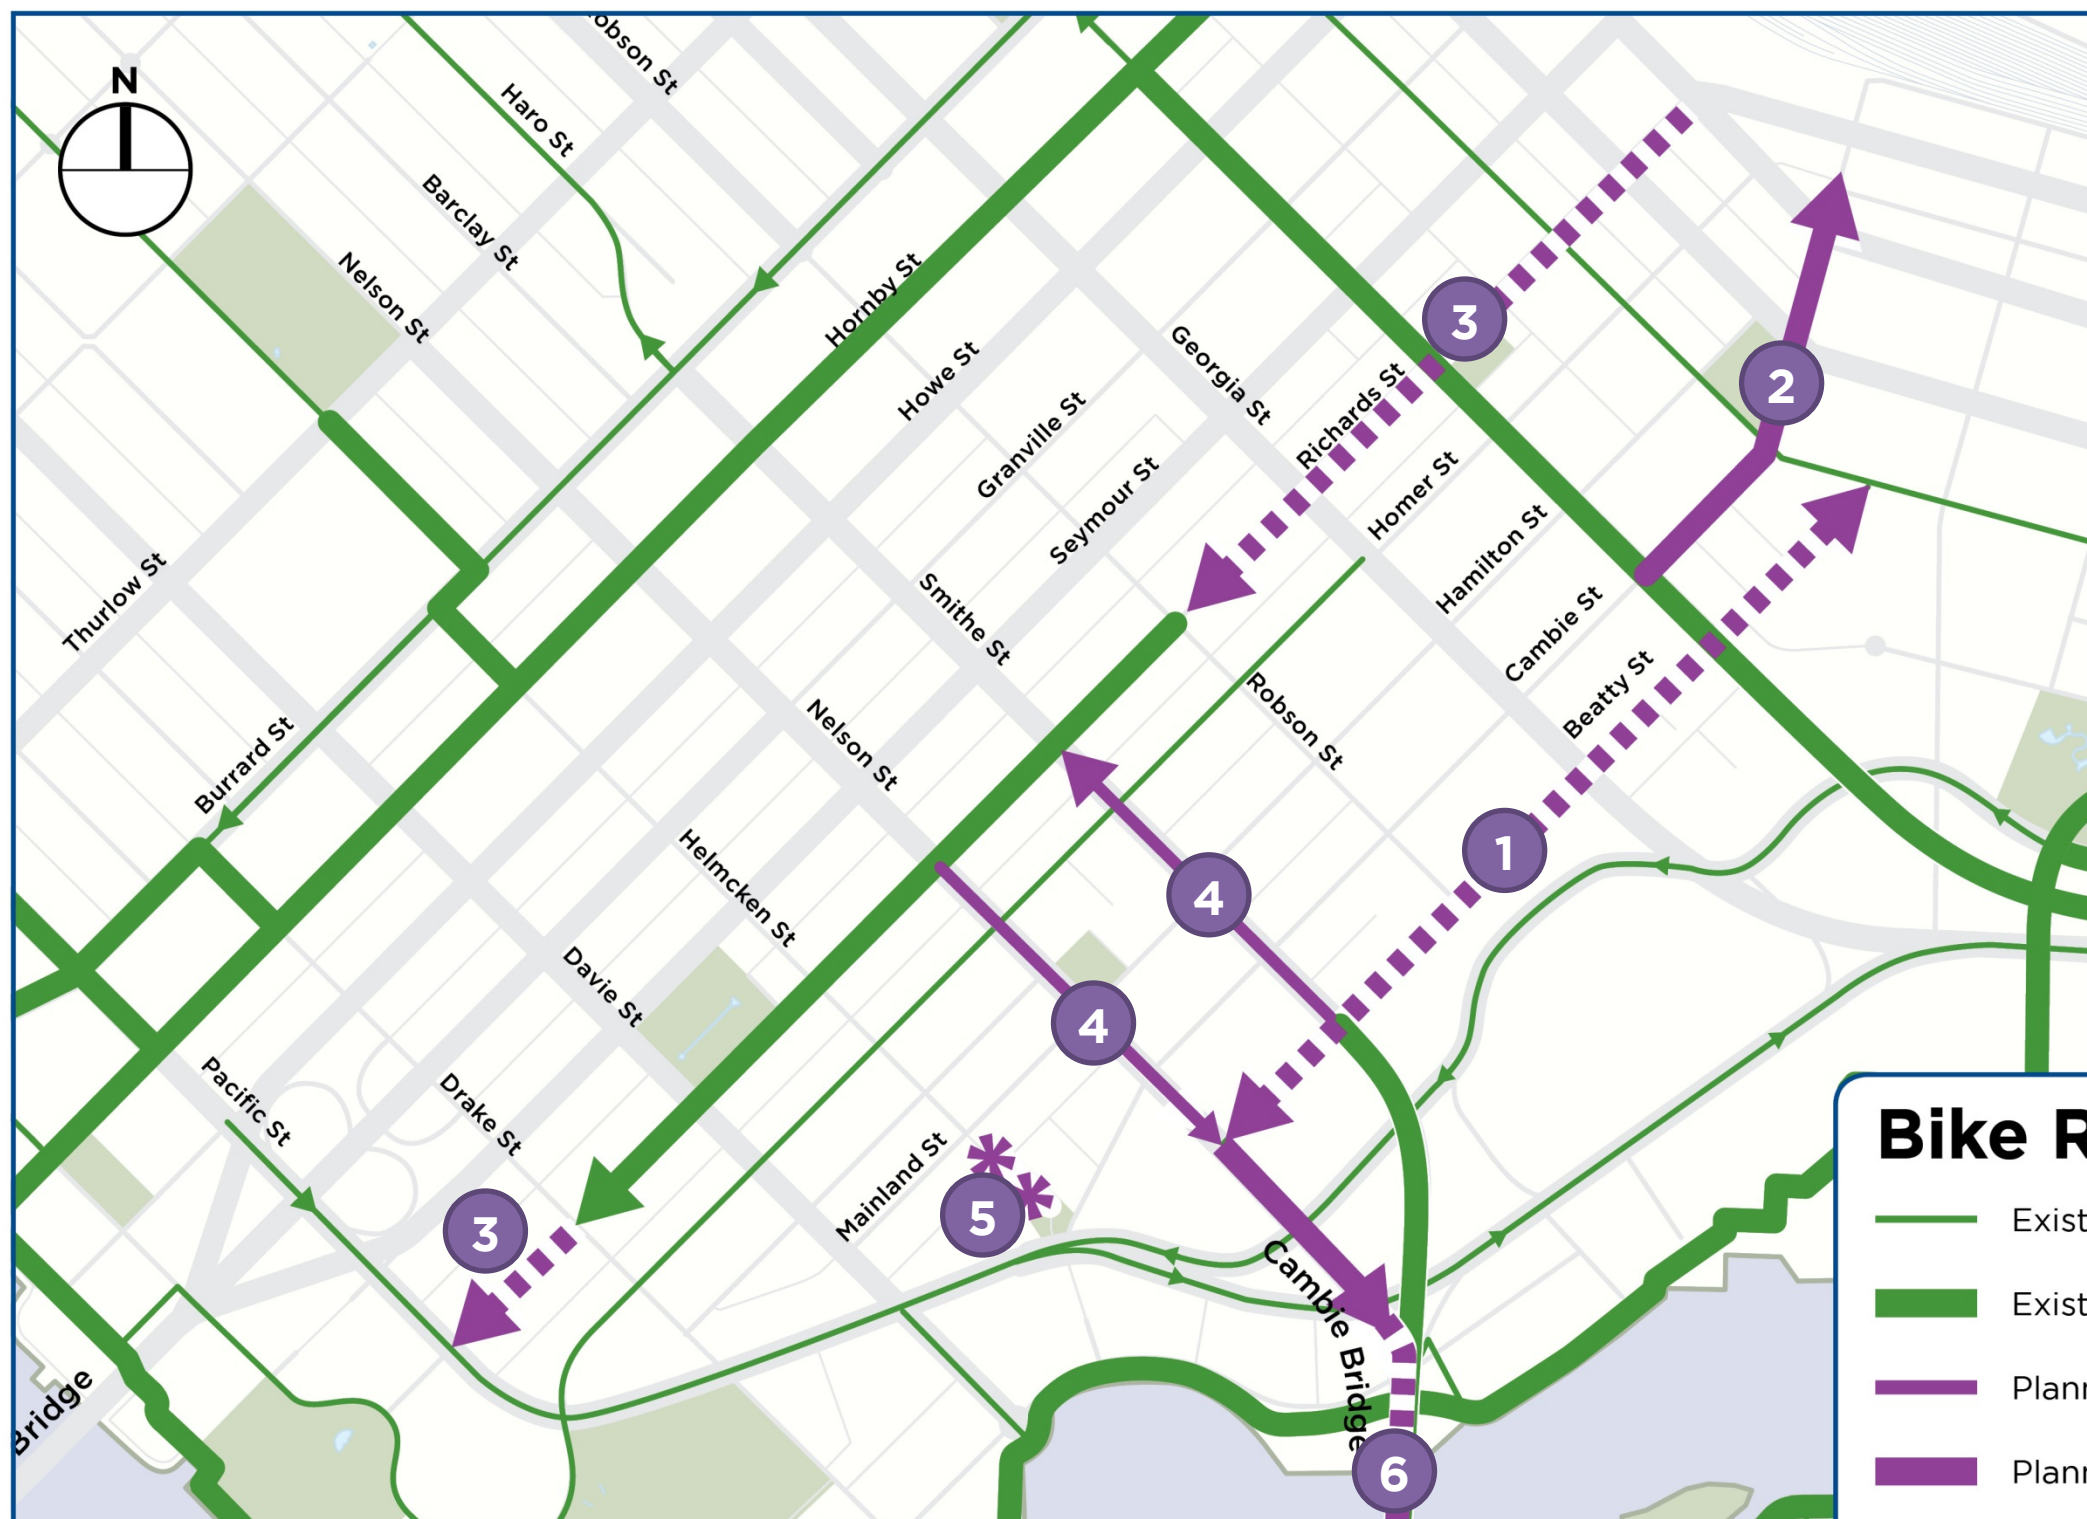 N
obson St
Haro St
Barclay St
Nelson St
Hornby St
Howe St
Granville St
Seymour St
Georgia St
Richards St
Homer St
Hamilton St
Cambie St
Beatty St
3
2
Thurlow St
Smithe St
Robson St
Burrard St
Nelson St
Helmcken St
Davie St
1
4
4
Pacific St
Drake St
Mainland St
5
3
Cambie Bridge
Bridge
6
Bike R
Exist
Exist
Plann
Plann